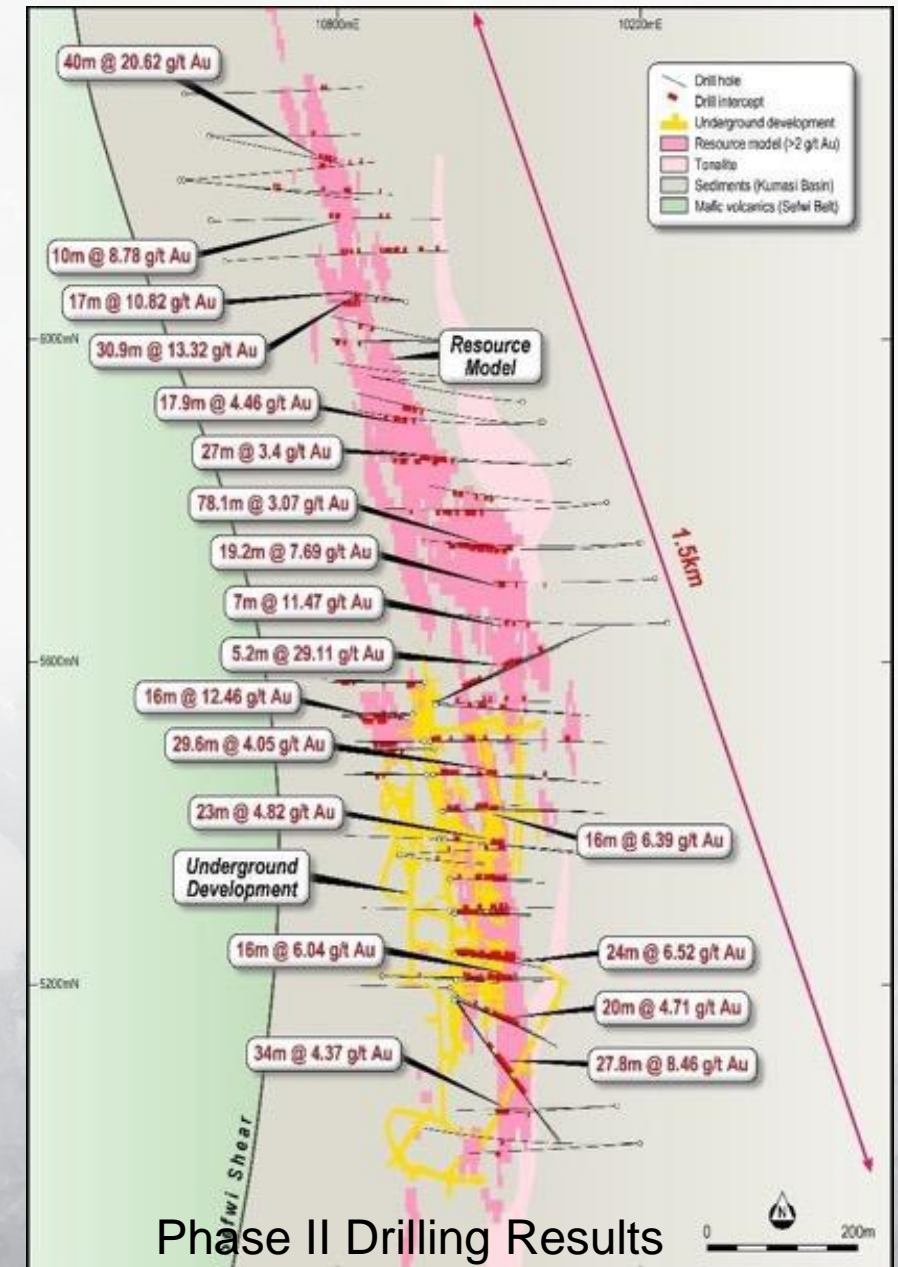 10800mE
10220mE
40m @ 20.62 g/t Au
Drill hole
Drill intercept
Underground development
Resource model (>2 g/t Au)
Tonalite
Sediments (Kumasi Basin)
Mafic volcanics (Sefwi Belt)
10m @ 8.78 g/t Au
17m @ 10.82 g/t Au
6000mN
30.9m @ 13.32 g/t Au
Resource
Model
17.9m @ 4.46 g/t Au
27m @ 3.4 g/t Au
78.1m @ 3.07 g/t Au
19.2m @ 7.69 g/t Au
1.5km
7m @ 11.47 g/t Au
5.2m @ 29.11 g/t Au
5600mN
16m @ 12.46 g/t Au
29.6m @ 4.05 g/t Au
23m @ 4.82 g/t Au
16m @ 6.39 g/t Au
Underground
Development
16m @ 6.04 g/t Au
24m @ 6.52 g/t Au
5200mN
20m @ 4.71 g/t Au
34m @ 4.37 g/t Au
27.8m @ 8.46 g/t Au
Sefwi Shear
N
Phase II Drilling Results
0 200m